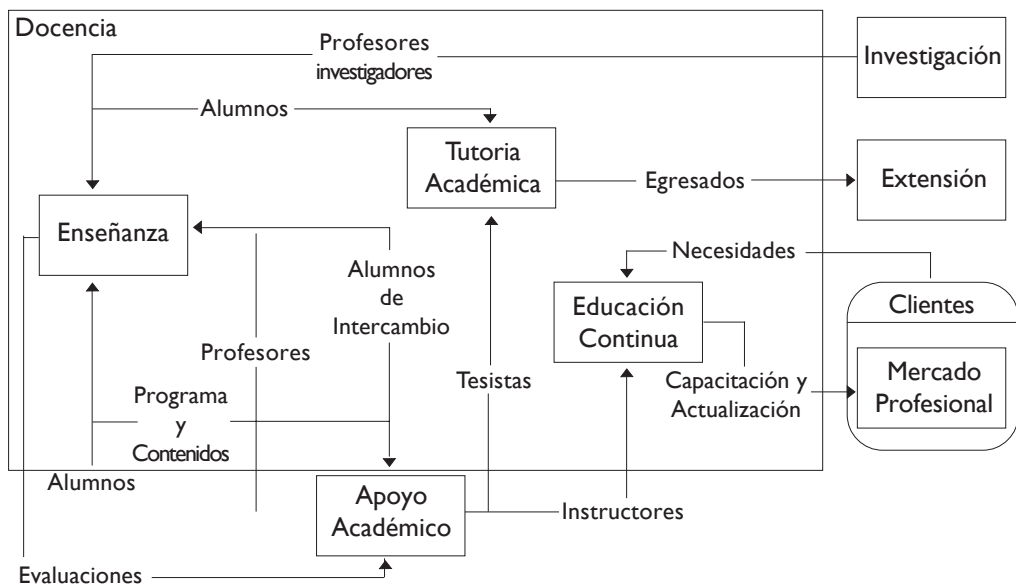 Docencia
Profesores
investigadores
Investigación
Alumnos
Tutoria
Académica
Egresados
Extensión
Enseñanza
Necesidades
Alumnos
de
Intercambio
Educación
Continua
Clientes
Profesores
Tesistas
Capacitación y
Actualización
Mercado
Profesional
Programa
y
Contenidos
Alumnos
Apoyo
Académico
Instructores
Evaluaciones